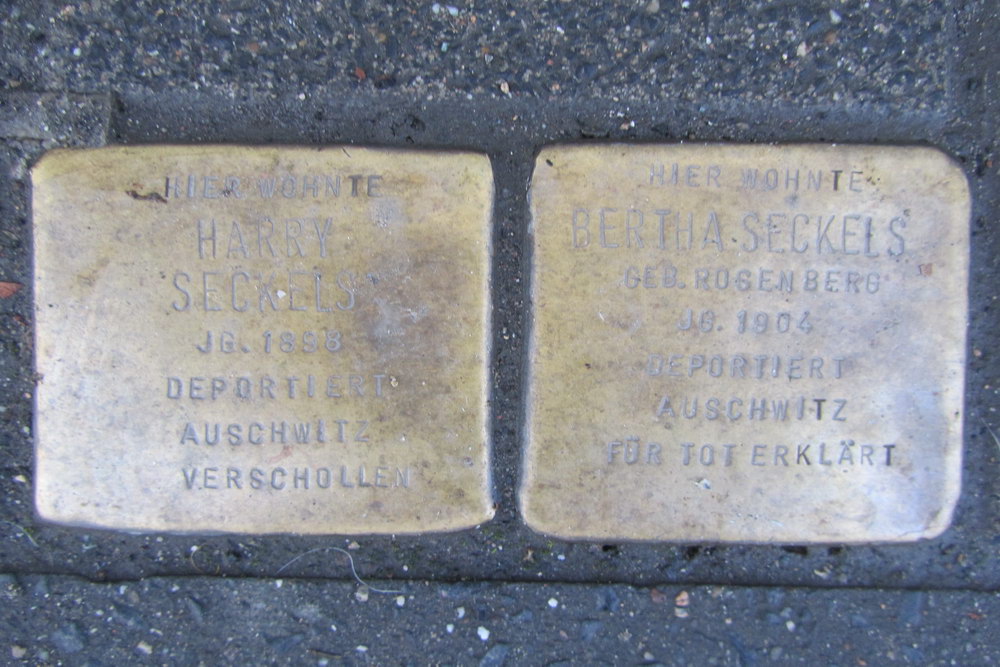 HIER WOHNTE
HARRY
SECKELS
JG. 1898
DEPORTIERT
AUSCHWITZ
VERSCHOLLEN
HIER WOHNTE
BERTHA SECKELS
GEB. ROSENBERG
JG. 1904
DEPORTIERT
AUSCHWITZ
FÜR TOT ERKLÄRT